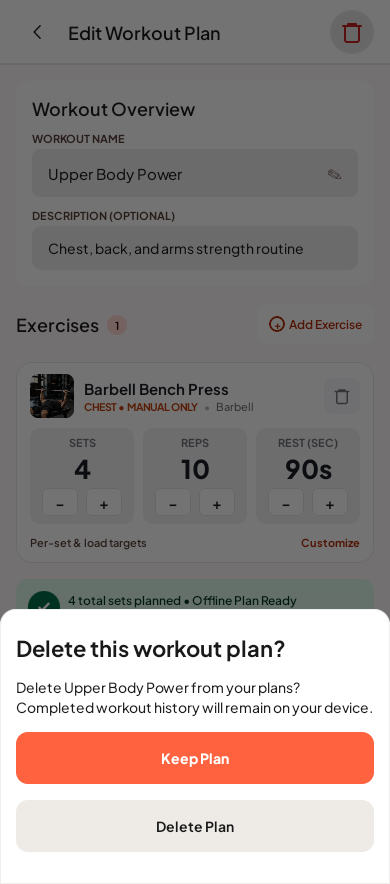 Edit Workout Plan
Workout Overview
WORKOUT NAME
Upper Body Power
DESCRIPTION (OPTIONAL)
Chest, back, and arms strength routine
Exercises 1
Add Exercise
Barbell Bench Press
CHEST • MANUAL ONLY • Barbell
SETS REPS REST (SEC)
4 10 90s
- + - + - +
Per-set & load targets Customize
4 total sets planned • Offline Plan Ready
Delete this workout plan?
Delete Upper Body Power from your plans?
Completed workout history will remain on your device.
Keep Plan
Delete Plan